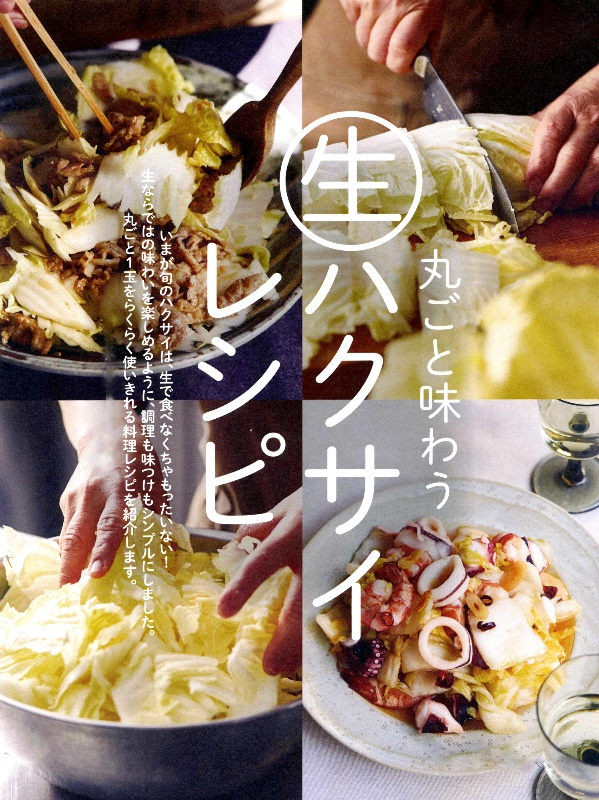 丸ごと味わう
生ハクサイ
レシピ
いまが旬のハクサイは、生で食べなくちゃもったいない！
生ならではの味わいを楽しめるように、調理も味つけもシンプルにしました。
丸ごと1玉をらくらく使いきれる料理レシピを紹介します。